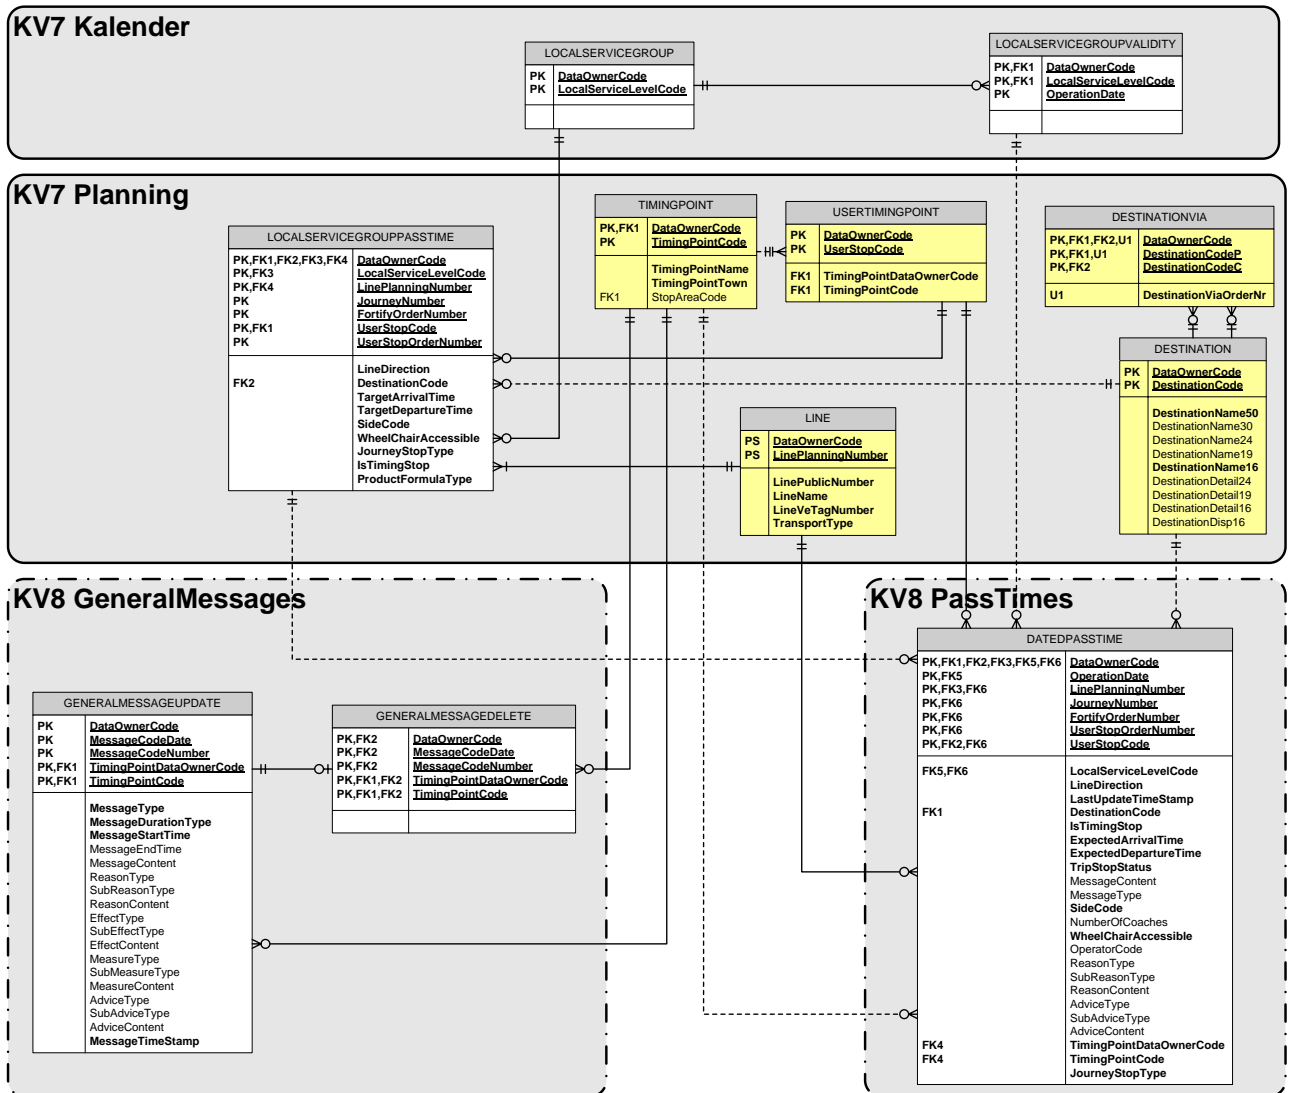 KV7 Kalender
LOCALSERVICEGROUP
PK DataOwnerCode
PK LocalServiceLevelCode
LOCALSERVICEGROUPVALIDITY
PK,FK1 DataOwnerCode
PK,FK1 LocalServiceLevelCode
PK OperationDate
KV7 Planning
LOCALSERVICEGROUPPASSTIME
PK,FK1,FK2,FK3,FK4 DataOwnerCode
PK,FK3 LocalServiceLevelCode
PK,FK4 LinePlanningNumber
PK JourneyNumber
PK FortifyOrderNumber
PK,FK1 UserStopCode
PK UserStopOrderNumber
LineDirection
FK2 DestinationCode
TargetArrivalTime
TargetDepartureTime
SideCode
WheelChairAccessible
JourneyStopType
IsTimingStop
ProductFormulaType
TIMINGPOINT
PK,FK1 DataOwnerCode
PK TimingPointCode
TimingPointName
TimingPointTown
FK1 StopAreaCode
USERTIMINGPOINT
PK DataOwnerCode
PK UserStopCode
FK1 TimingPointDataOwnerCode
FK1 TimingPointCode
DESTINATIONVIA
PK,FK1,FK2,U1 DataOwnerCode
PK,FK1,U1 DestinationCodeP
PK,FK2 DestinationCodeC
U1 DestinationViaOrderNr
DESTINATION
PK DataOwnerCode
PK DestinationCode
DestinationName50
DestinationName30
DestinationName24
DestinationName19
DestinationName16
DestinationDetail24
DestinationDetail19
DestinationDetail16
DestinationDisp16
LINE
PS DataOwnerCode
PS LinePlanningNumber
LinePublicNumber
LineName
LineVeTagNumber
TransportType
KV8 GeneralMessages
GENERALMESSAGEUPDATE
PK DataOwnerCode
PK MessageCodeDate
PK MessageCodeNumber
PK,FK1 TimingPointDataOwnerCode
PK,FK1 TimingPointCode
MessageType
MessageDurationType
MessageStartTime
MessageEndTime
MessageContent
ReasonType
SubReasonType
ReasonContent
EffectType
SubEffectType
EffectContent
MeasureType
SubMeasureType
MeasureContent
AdviceType
SubAdviceType
AdviceContent
MessageTimeStamp
GENERALMESSAGEDELETE
PK,FK2 DataOwnerCode
PK,FK2 MessageCodeDate
PK,FK2 MessageCodeNumber
PK,FK1,FK2 TimingPointDataOwnerCode
PK,FK1,FK2 TimingPointCode
KV8 PassTimes
DATEDPASSTIME
PK,FK1,FK2,FK3,FK5,FK6 DataOwnerCode
PK,FK5 OperationDate
PK,FK3,FK6 LinePlanningNumber
PK,FK6 JourneyNumber
PK,FK6 FortifyOrderNumber
PK,FK6 UserStopOrderNumber
PK,FK2,FK6 UserStopCode
FK5,FK6 LocalServiceLevelCode
LineDirection
LastUpdateTimeStamp
FK1 DestinationCode
IsTimingStop
ExpectedArrivalTime
ExpectedDepartureTime
TripStopStatus
MessageContent
MessageType
SideCode
NumberOfCoaches
WheelChairAccessible
OperatorCode
ReasonType
SubReasonType
ReasonContent
AdviceType
SubAdviceType
AdviceContent
FK4 TimingPointDataOwnerCode
FK4 TimingPointCode
JourneyStopType